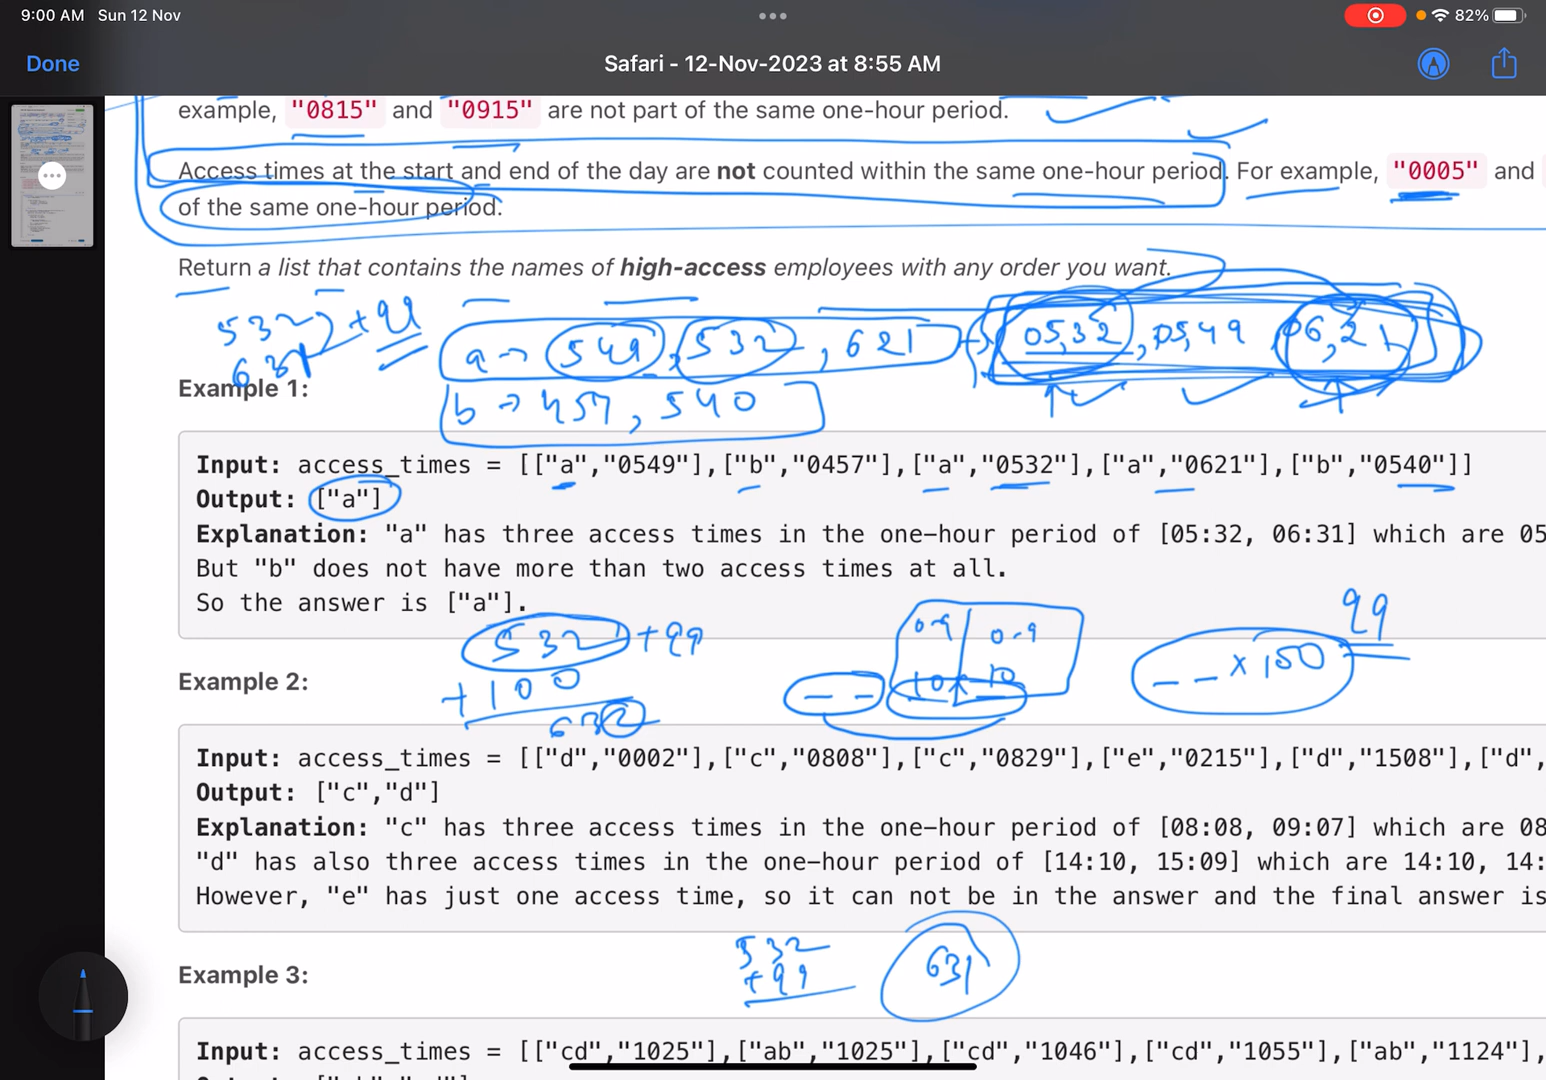 9:00 AM Sun 12 Nov
82%
Done
Safari - 12-Nov-2023 at 8:55 AM
example, "0815" and "0915" are not part of the same one-hour period.
Access times at the start and end of the day are not counted within the same one-hour period. For example, "0005" and
of the same one-hour period.
Return a list that contains the names of high-access employees with any order you want.
532 +99
631
a → 549, 532, 621 → 05,32, 05,49 06,21
Example 1:
b → 457, 540
Input: access_times = [["a","0549"],["b","0457"],["a","0532"],["a","0621"],["b","0540"]]
Output: ["a"]
Explanation: "a" has three access times in the one-hour period of [05:32, 06:31] which are 05
But "b" does not have more than two access times at all.
So the answer is ["a"].
532 +99
+100
632
0-9 0-9
10 × 10
_ _ × 100
99
Example 2:
Input: access_times = [["d","0002"],["c","0808"],["c","0829"],["e","0215"],["d","1508"],["d",
Output: ["c","d"]
Explanation: "c" has three access times in the one-hour period of [08:08, 09:07] which are 08
"d" has also three access times in the one-hour period of [14:10, 15:09] which are 14:10, 14:
However, "e" has just one access time, so it can not be in the answer and the final answer is
532
+99
631
Example 3:
Input: access_times = [["cd","1025"],["ab","1025"],["cd","1046"],["cd","1055"],["ab","1124"],